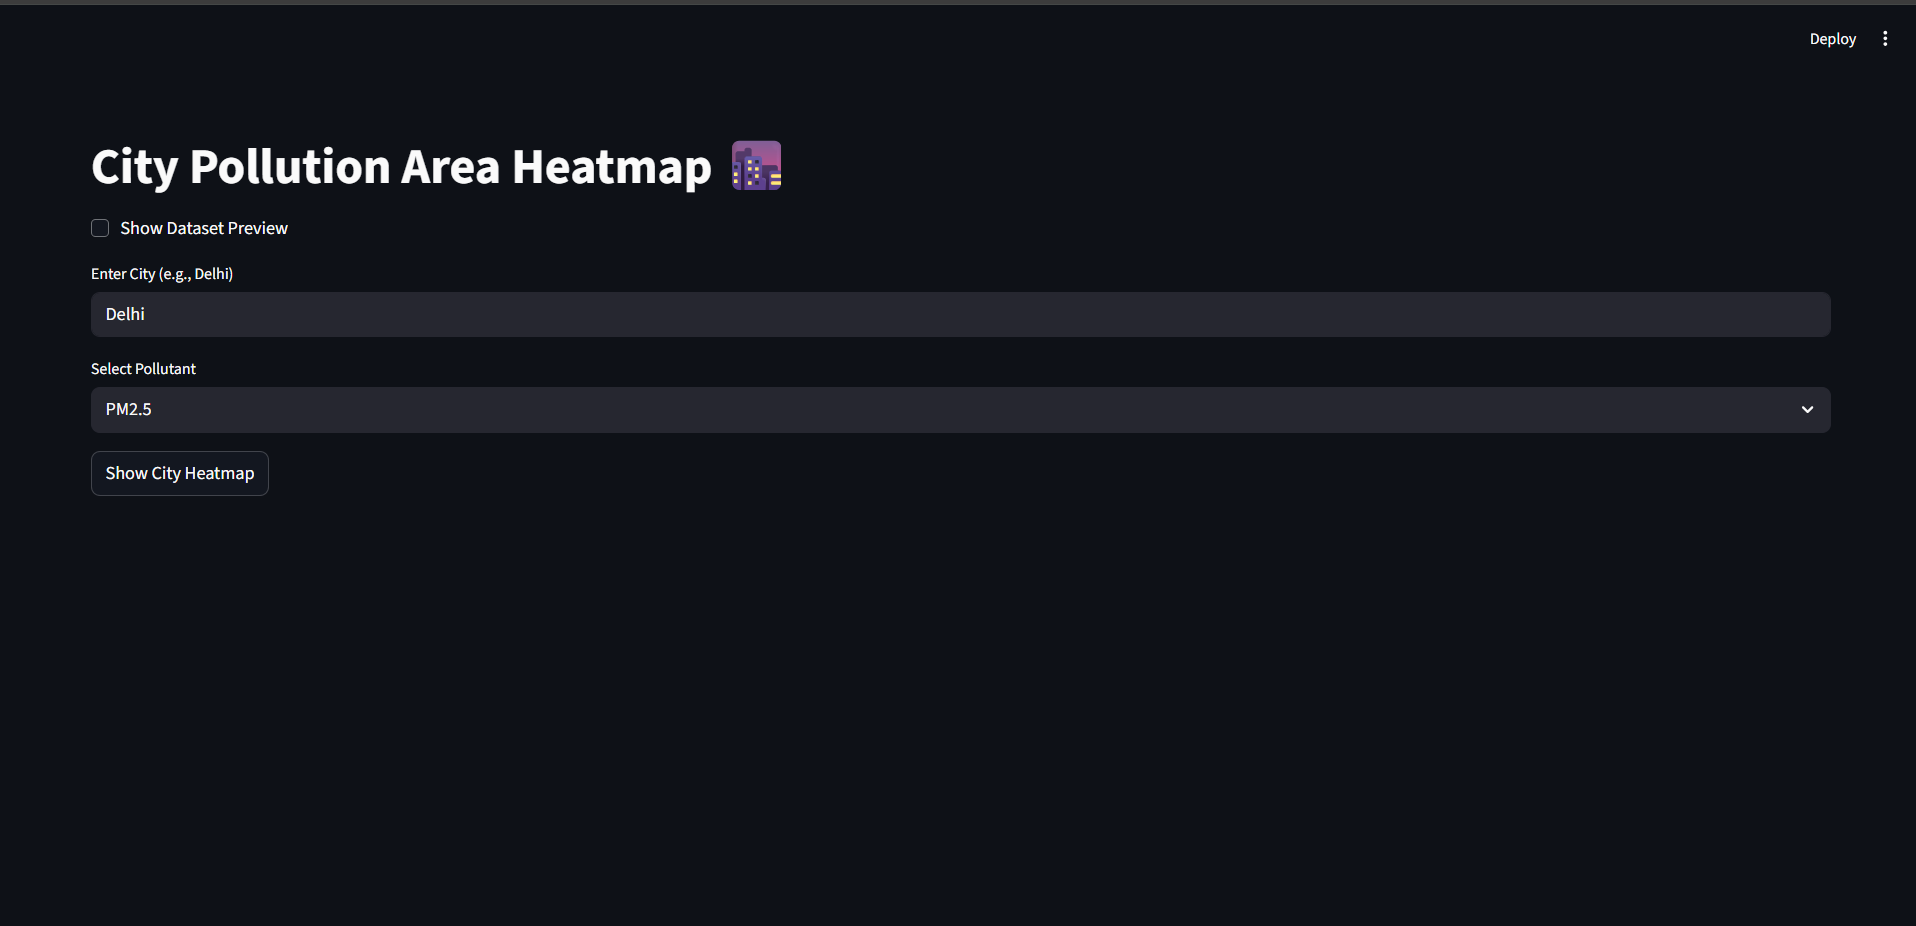 Deploy
City Pollution Area Heatmap
Show Dataset Preview
Enter City (e.g., Delhi)
Delhi
Select Pollutant
PM2.5
Show City Heatmap